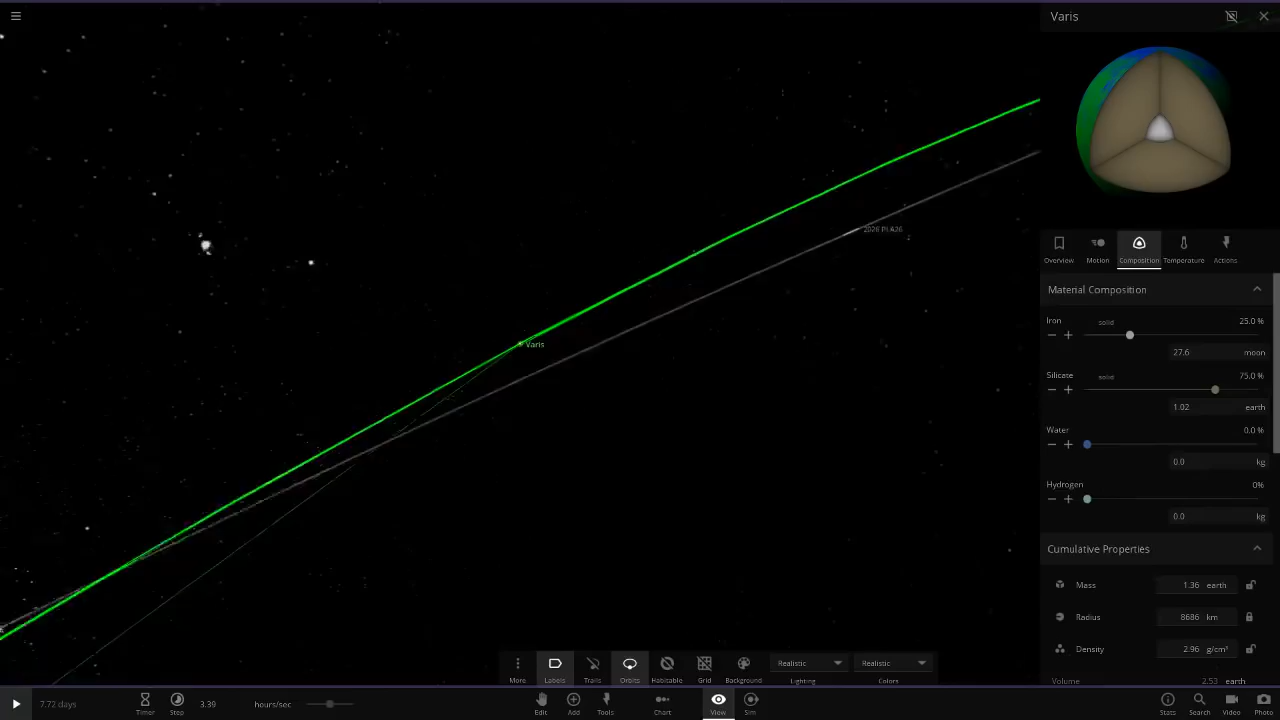 Varis
Overview Motion Composition Temperature Actions
Material Composition
Iron solid 25.0 %
27.6 moon
Silicate solid 75.0 %
1.02 earth
Water 0.0 %
0.0 kg
Hydrogen 0%
0.0 kg
Cumulative Properties
Mass 1.36 earth
Radius 8686 km
Density 2.96 g/cm³
Volume 2.53 earth
Varis
More Labels Trails Orbits Habitable Grid Background
Realistic Realistic
Lighting Colors
7.72 days
Timer Step 3.39 hours/sec
Edit Add Tools Chart View Sim
Stats Search Video Photo